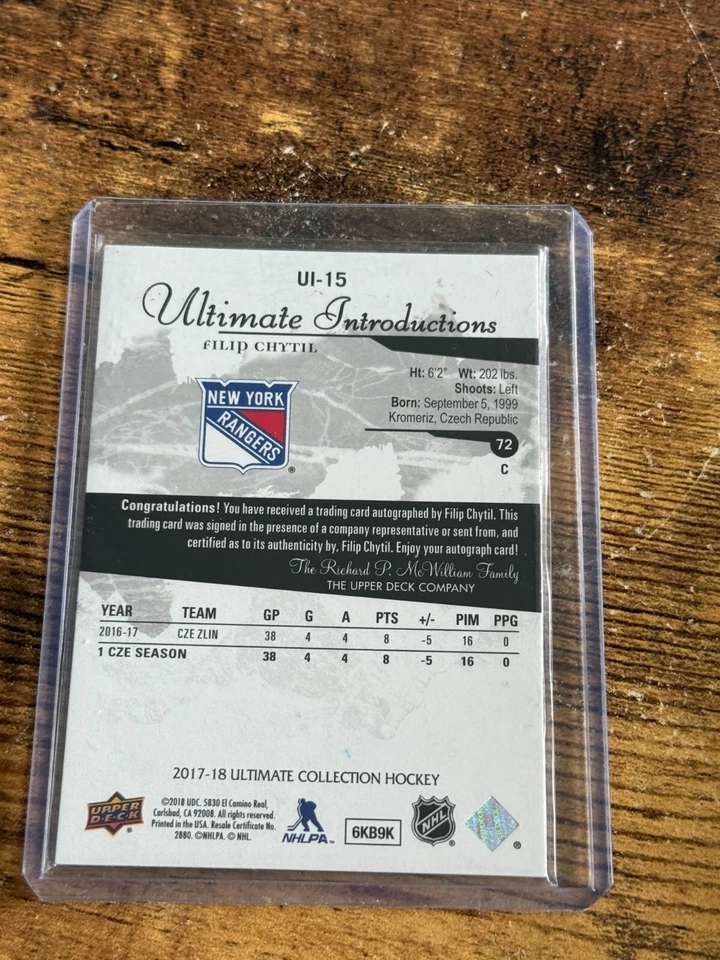 UI-15
Ultimate Introductions
FILIP CHYTIL
Ht: 6'2" Wt: 202 lbs.
Shoots: Left
Born: September 5, 1999
Kromeriz, Czech Republic
72
C
NEW YORK
RANGERS
®
Congratulations! You have received a trading card autographed by Filip Chytil. This
trading card was signed in the presence of a company representative or sent from, and
certified as to its authenticity by, Filip Chytil. Enjoy your autograph card!
The Richard P. McWilliam Family
THE UPPER DECK COMPANY
YEAR TEAM GP G A PTS +/- PIM PPG
2016-17 CZE ZLIN 38 4 4 8 -5 16 0
1 CZE SEASON 38 4 4 8 -5 16 0
2017-18 ULTIMATE COLLECTION HOCKEY
UPPER
D·E·C·K
©2018 UDC. 5830 El Camino Real,
Carlsbad, CA 92008. All rights reserved.
Printed in the USA. Resale Certificate No.
2880. ©NHLPA. © NHL.
NHLPA
6KB9K
NHL
®